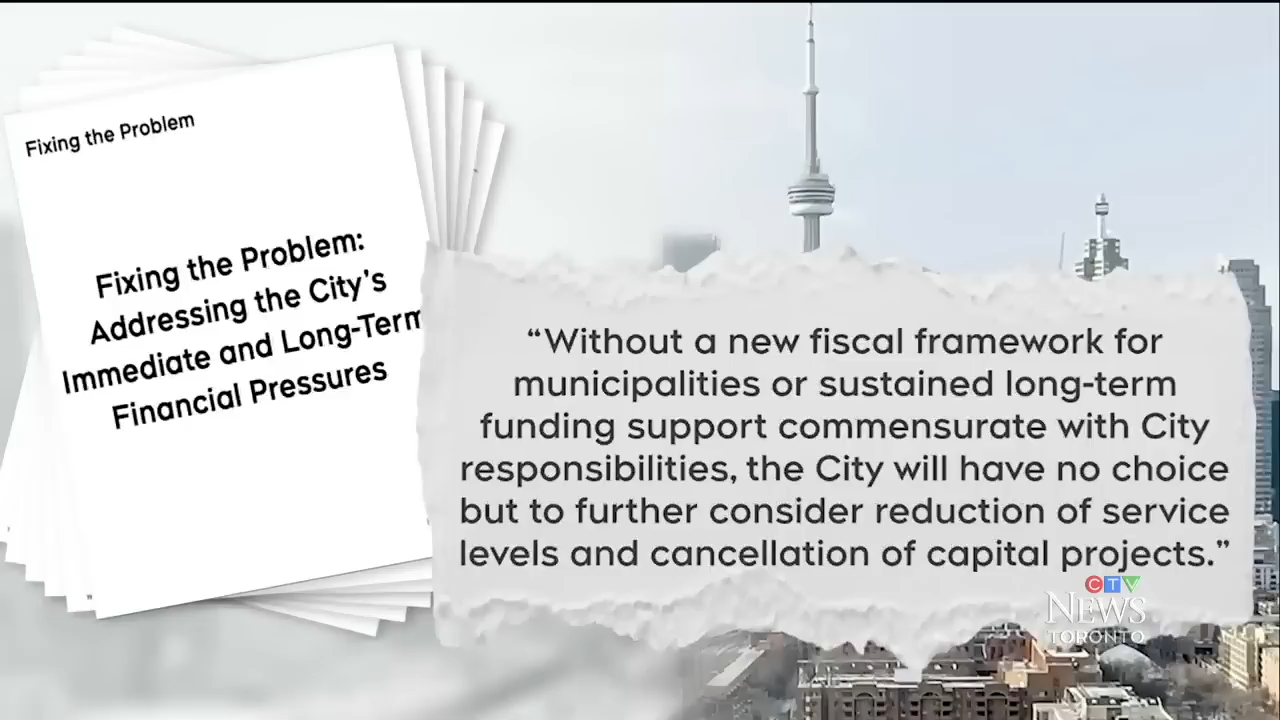 Fixing the Problem
Fixing the Problem:
Addressing the City's
Immediate and Long-Term
Financial Pressures
“Without a new fiscal framework for
municipalities or sustained long-term
funding support commensurate with City
responsibilities, the City will have no choice
but to further consider reduction of service
levels and cancellation of capital projects.”
CTV
NEWS
TORONTO